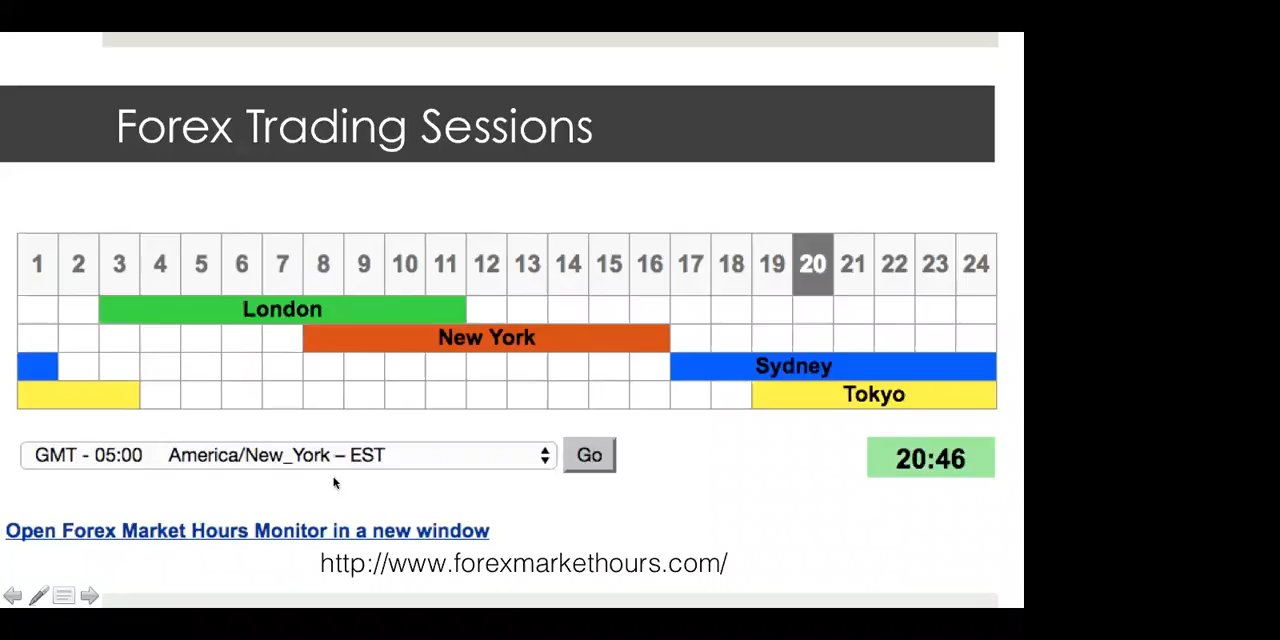 Forex Trading Sessions
1 2 3 4 5 6 7 8 9 10 11 12 13 14 15 16 17 18 19 20 21 22 23 24
London
New York
Sydney
Tokyo
GMT - 05:00 America/New_York – EST Go 20:46
Open Forex Market Hours Monitor in a new window
http://www.forexmarkethours.com/